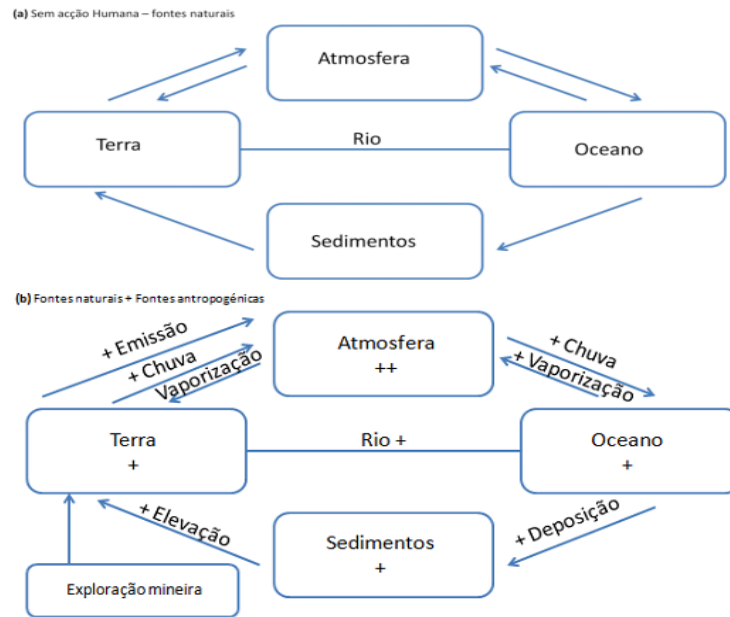 (a) Sem acção Humana – fontes naturais
Atmosfera
Terra
Rio
Oceano
Sedimentos
(b) Fontes naturais + Fontes antropogénicas
+ Emissão
+ Chuva
Vaporização
Atmosfera
++
+ Chuva
+ Vaporização
Terra
+
Rio +
Oceano
+
+ Elevação
Sedimentos
+
+ Deposição
Exploração mineira